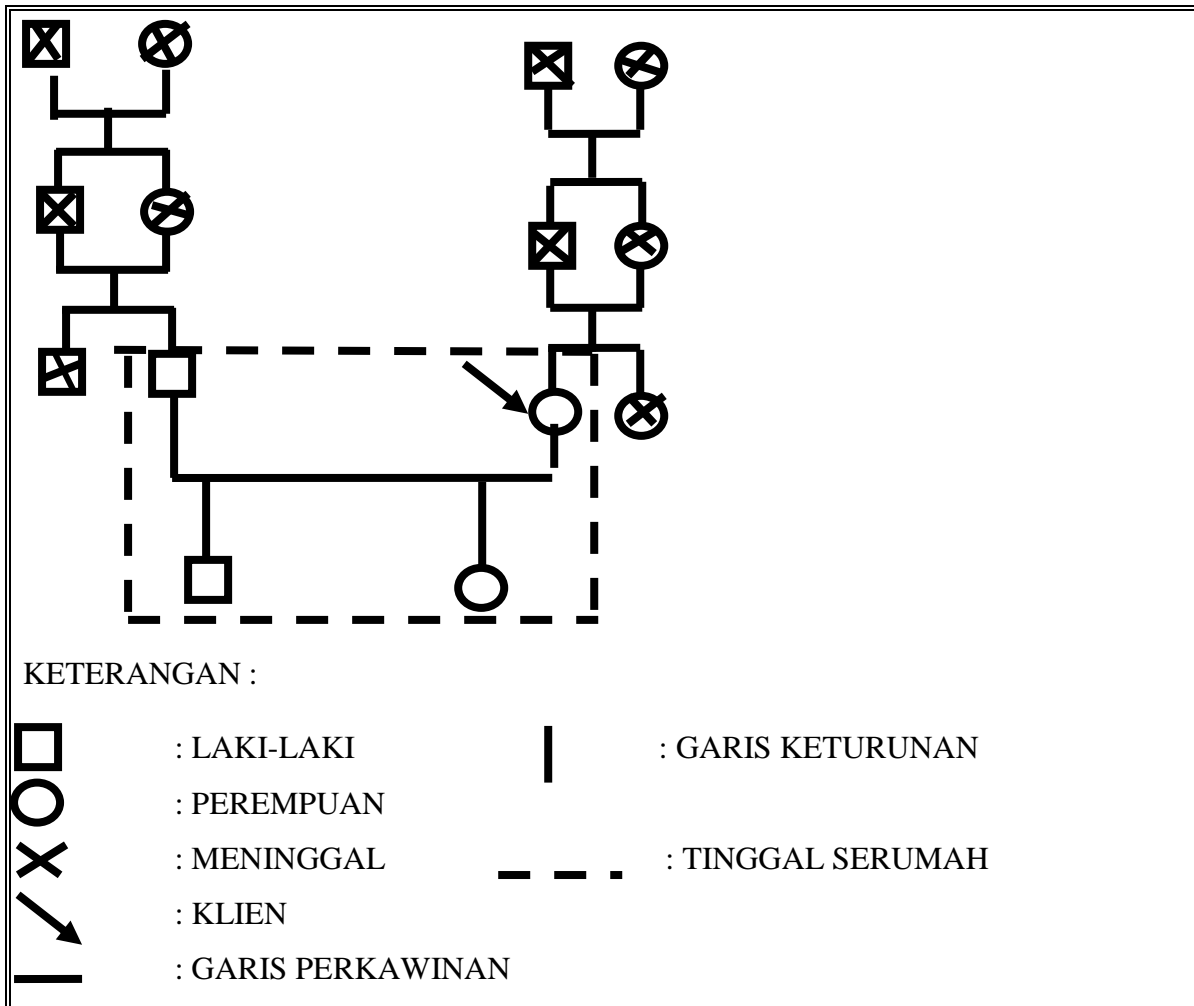 KETERANGAN :
: LAKI-LAKI : GARIS KETURUNAN
: PEREMPUAN
: MENINGGAL : TINGGAL SERUMAH
: KLIEN
: GARIS PERKAWINAN